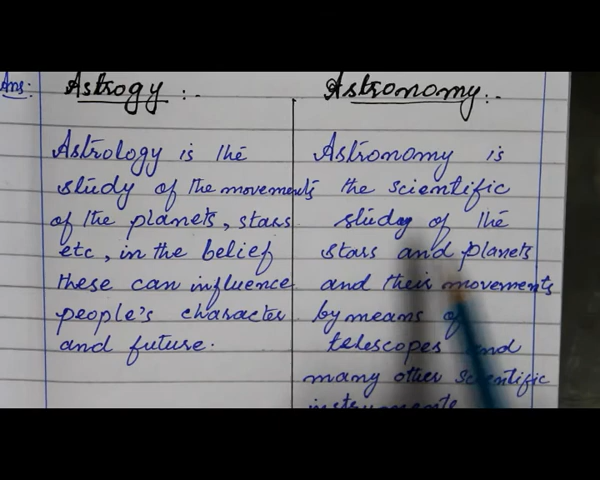 Ans:
Astrogy :-.
Astrology is the
study of the movements
of the planets, stars
etc, in the belief
these can influence
people's character
and future.
Astronomy :-.
Astronomy is
the scientific
study of the
stars and planets
and their movements
by means of
telescopes and
many other scientific
instruments